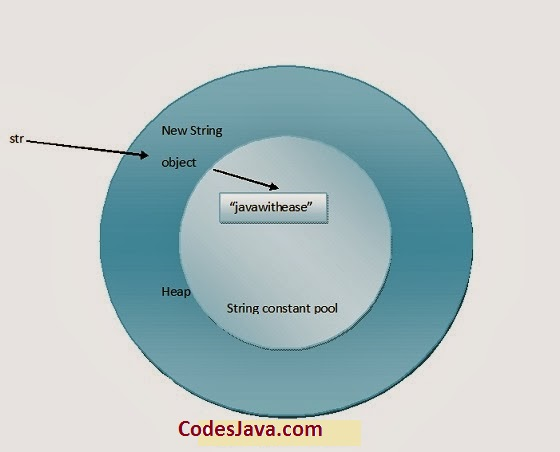 str
New String
object
“javawithease”
Heap
String constant pool
CodesJava.com